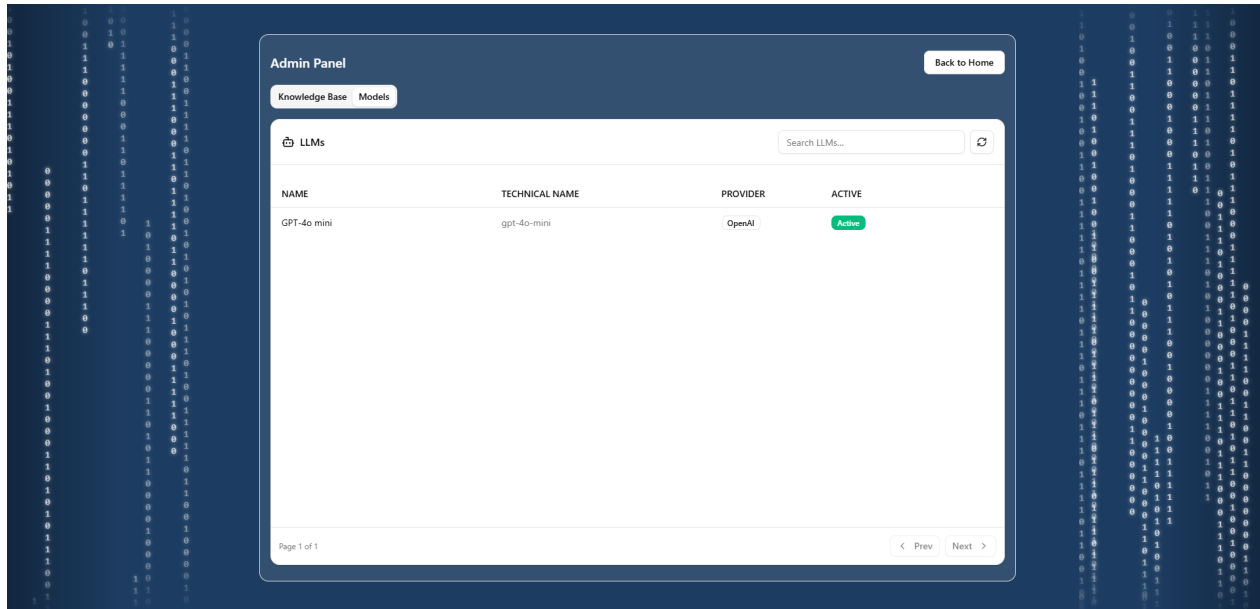 Admin Panel
Back to Home
Knowledge Base Models
LLMs
Search LLMs...
NAME TECHNICAL NAME PROVIDER ACTIVE
GPT-4o mini gpt-4o-mini OpenAI Active
Page 1 of 1
< Prev Next >